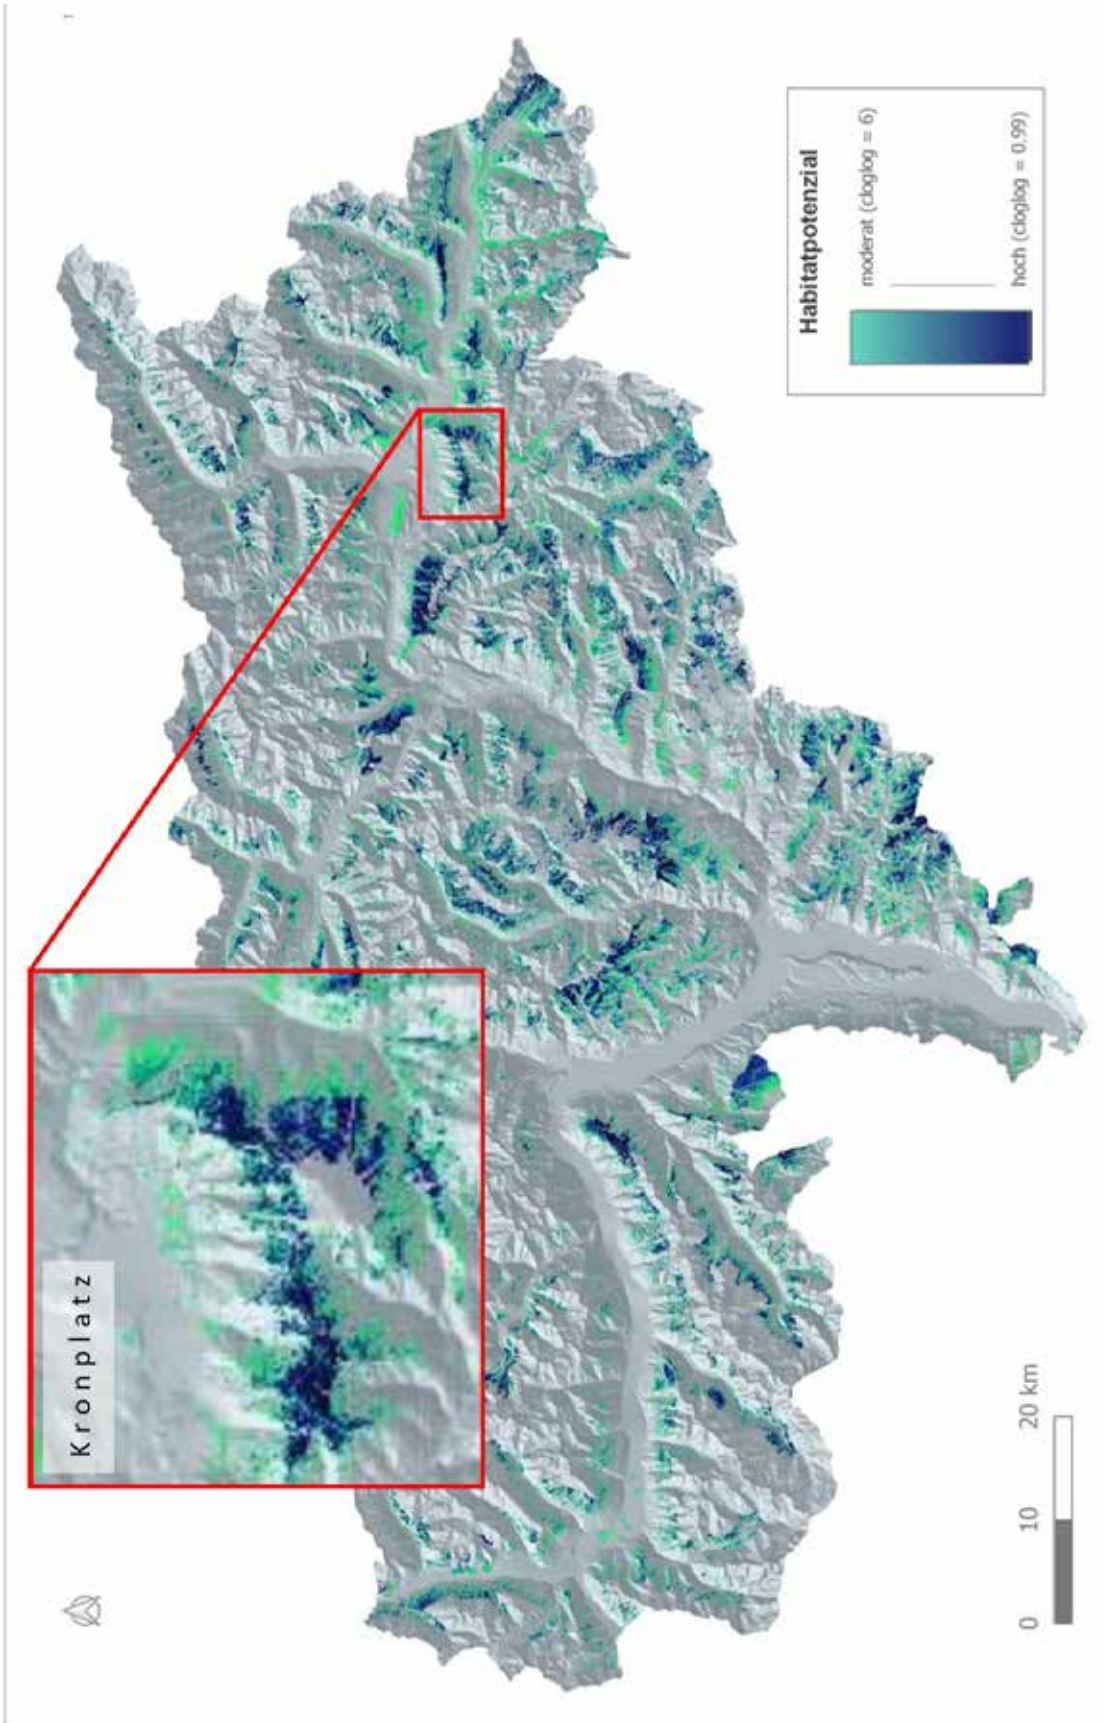 Kronplatz
Habitatpotenzial
moderat (cloglog = 6)
hoch (cloglog = 0.99)
0 10 20 km